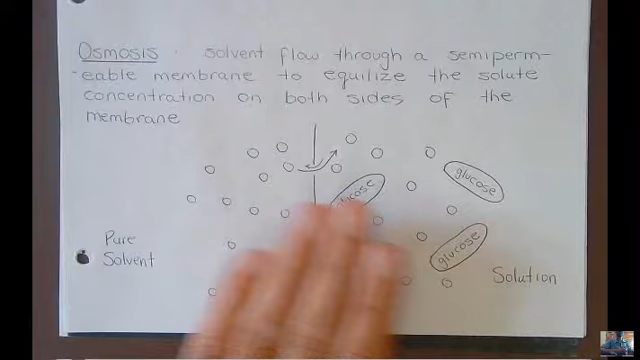 Osmosis. solvent flow through a semiperm-
-eable membrane to equilize the solute
concentration on both sides of the
membrane
glucose
glucose
Pure
Solvent
Solution